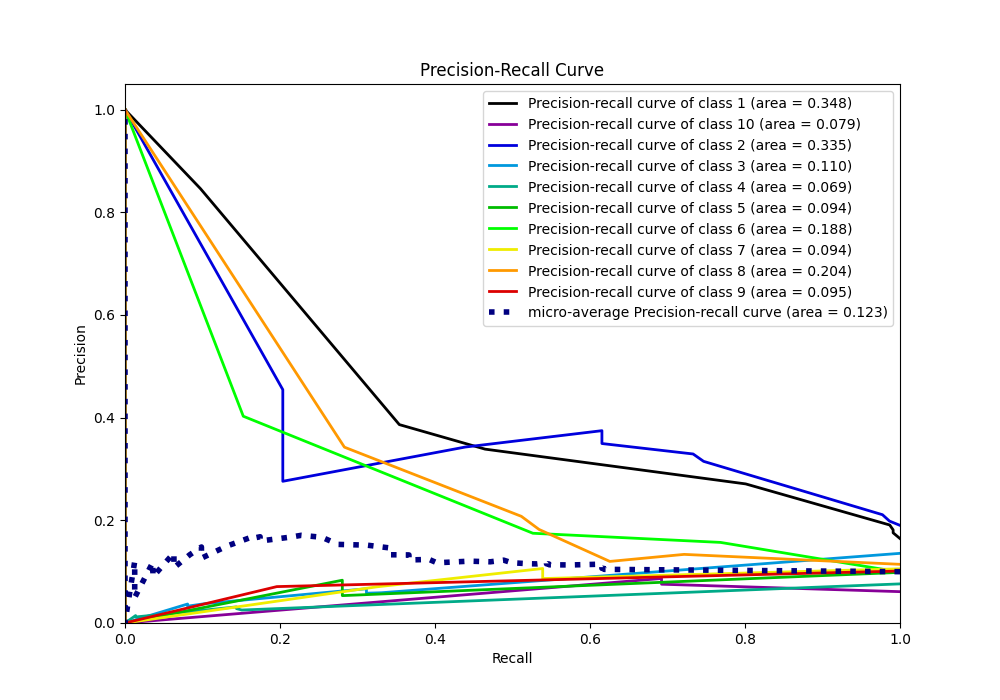 Precision-Recall Curve
Precision-recall curve of class 1 (area = 0.348)
Precision-recall curve of class 10 (area = 0.079)
Precision-recall curve of class 2 (area = 0.335)
Precision-recall curve of class 3 (area = 0.110)
Precision-recall curve of class 4 (area = 0.069)
Precision-recall curve of class 5 (area = 0.094)
Precision-recall curve of class 6 (area = 0.188)
Precision-recall curve of class 7 (area = 0.094)
Precision-recall curve of class 8 (area = 0.204)
Precision-recall curve of class 9 (area = 0.095)
micro-average Precision-recall curve (area = 0.123)
1.0
0.8
0.6
0.4
0.2
0.0
Precision
0.0 0.2 0.4 0.6 0.8 1.0
Recall